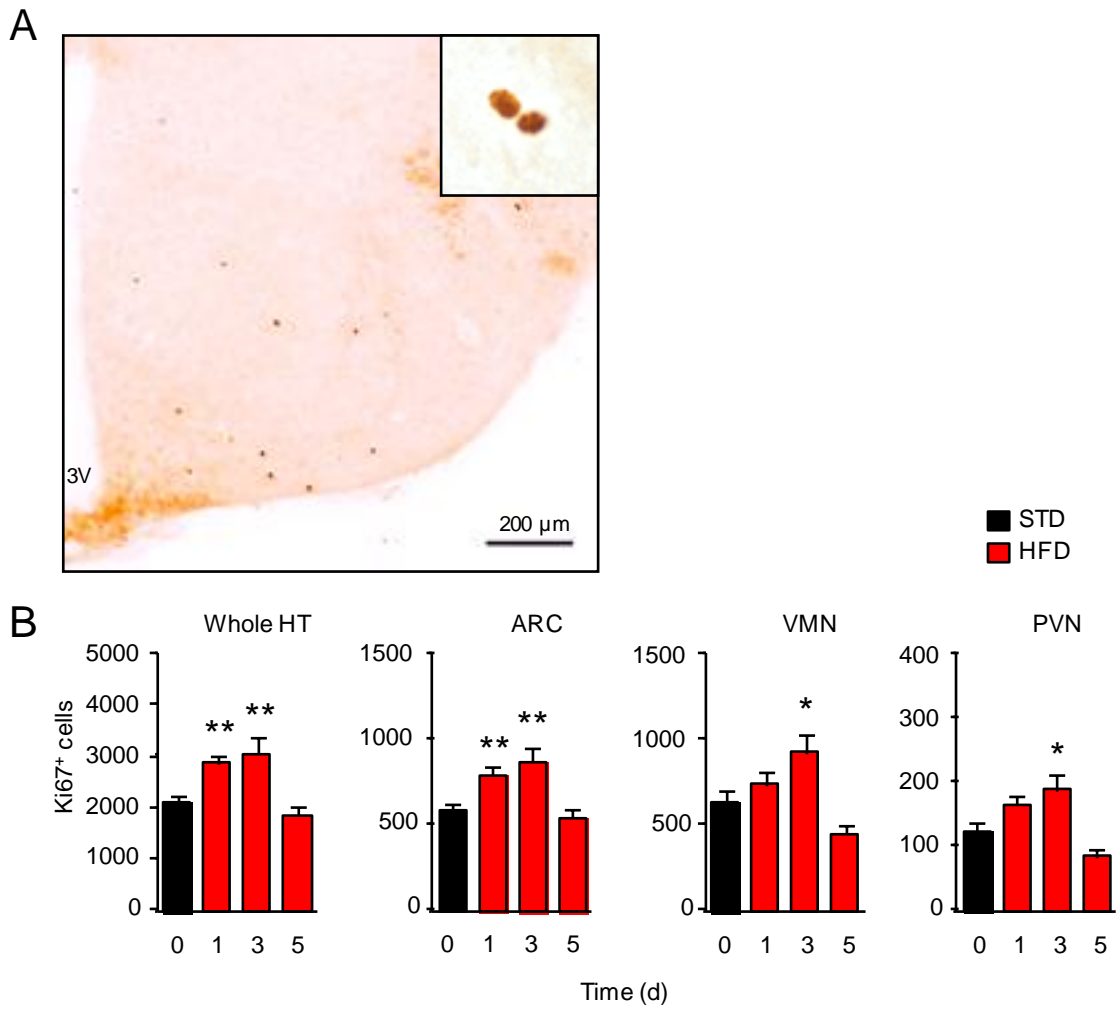 A
3V
200 µm
STD
HFD
B
Whole HT
ARC
VMN
PVN
Ki67⁺ cells
5000
4000
3000
2000
1000
0
** **
0 1 3 5
1500
1000
500
0
** **
0 1 3 5
1500
1000
500
0
*
0 1 3 5
400
300
200
100
0
*
0 1 3 5
Time (d)